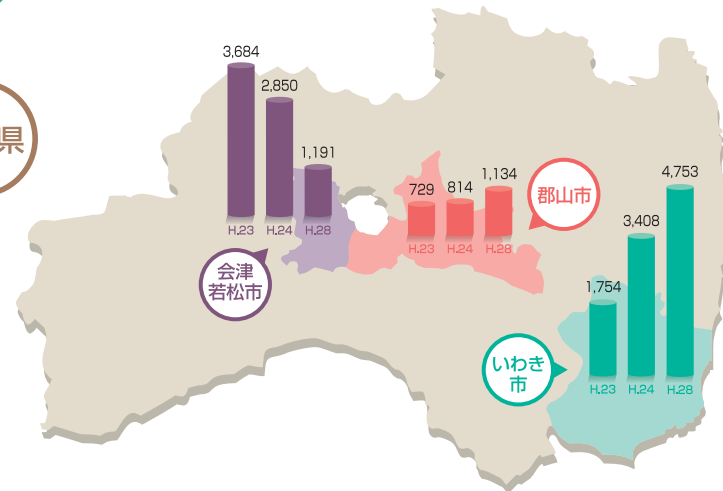 県
3,684
2,850
1,191
H.23
H.24
H.28
会津
若松市
729
814
1,134
H.23
H.24
H.28
郡山市
1,754
3,408
4,753
H.23
H.24
H.28
いわき
市